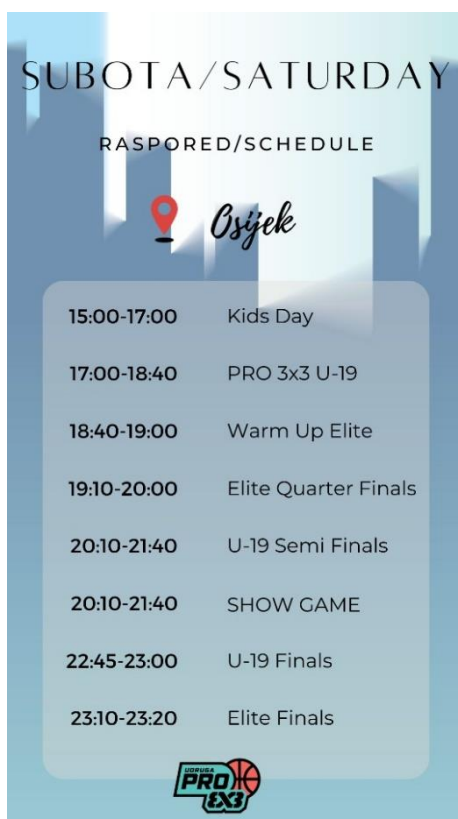 SUBOTA/SATURDAY
RASPORED/SCHEDULE
Osijek
15:00-17:00 Kids Day
17:00-18:40 PRO 3x3 U-19
18:40-19:00 Warm Up Elite
19:10-20:00 Elite Quarter Finals
20:10-21:40 U-19 Semi Finals
20:10-21:40 SHOW GAME
22:45-23:00 U-19 Finals
23:10-23:20 Elite Finals
UDRUGA
PRO
3X3